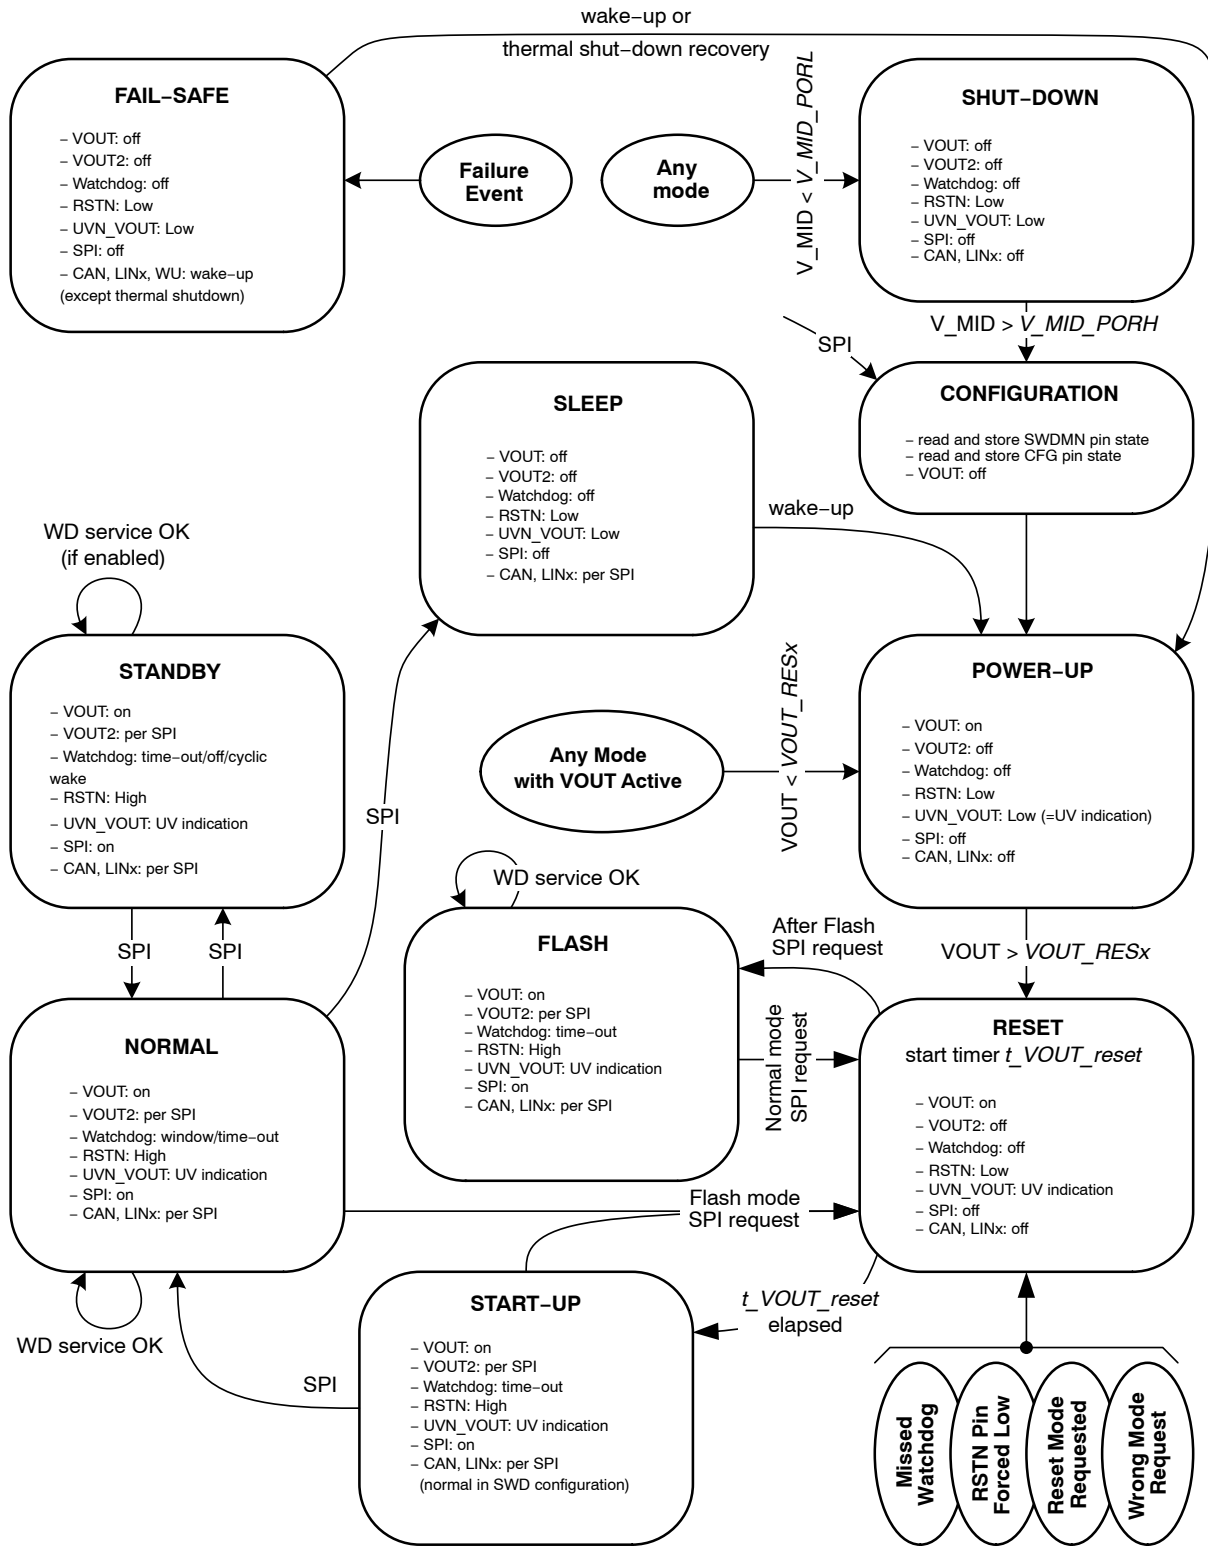 wake−up or
thermal shut−down recovery
FAIL−SAFE
− VOUT: off
− VOUT2: off
− Watchdog: off
− RSTN: Low
− UVN_VOUT: Low
− SPI: off
− CAN, LINx, WU: wake−up
(except thermal shutdown)
Failure
Event
Any
mode
V_MID < V_MID_PORL
SHUT−DOWN
− VOUT: off
− VOUT2: off
− Watchdog: off
− RSTN: Low
− UVN_VOUT: Low
− SPI: off
− CAN, LINx: off
V_MID > V_MID_PORH
SPI
CONFIGURATION
− read and store SWDMN pin state
− read and store CFG pin state
− VOUT: off
SLEEP
− VOUT: off
− VOUT2: off
− Watchdog: off
− RSTN: Low
− UVN_VOUT: Low
− SPI: off
− CAN, LINx: per SPI
wake−up
WD service OK
(if enabled)
STANDBY
− VOUT: on
− VOUT2: per SPI
− Watchdog: time−out/off/cyclic
wake
− RSTN: High
− UVN_VOUT: UV indication
− SPI: on
− CAN, LINx: per SPI
SPI
Any Mode
with VOUT Active
VOUT < VOUT_RESx
POWER−UP
− VOUT: on
− VOUT2: off
− Watchdog: off
− RSTN: Low
− UVN_VOUT: Low (=UV indication)
− SPI: off
− CAN, LINx: off
SPI
SPI
WD service OK
FLASH
− VOUT: on
− VOUT2: per SPI
− Watchdog: time−out
− RSTN: High
− UVN_VOUT: UV indication
− SPI: on
− CAN, LINx: per SPI
After Flash
SPI request
VOUT > VOUT_RESx
Normal mode
SPI request
RESET
start timer t_VOUT_reset
− VOUT: on
− VOUT2: off
− Watchdog: off
− RSTN: Low
− UVN_VOUT: UV indication
− SPI: off
− CAN, LINx: off
NORMAL
− VOUT: on
− VOUT2: per SPI
− Watchdog: window/time−out
− RSTN: High
− UVN_VOUT: UV indication
− SPI: on
− CAN, LINx: per SPI
Flash mode
SPI request
WD service OK
SPI
START−UP
− VOUT: on
− VOUT2: per SPI
− Watchdog: time−out
− RSTN: High
− UVN_VOUT: UV indication
− SPI: on
− CAN, LINx: per SPI
(normal in SWD configuration)
t_VOUT_reset
elapsed
Missed
Watchdog
RSTN Pin
Forced Low
Reset Mode
Requested
Wrong Mode
Request